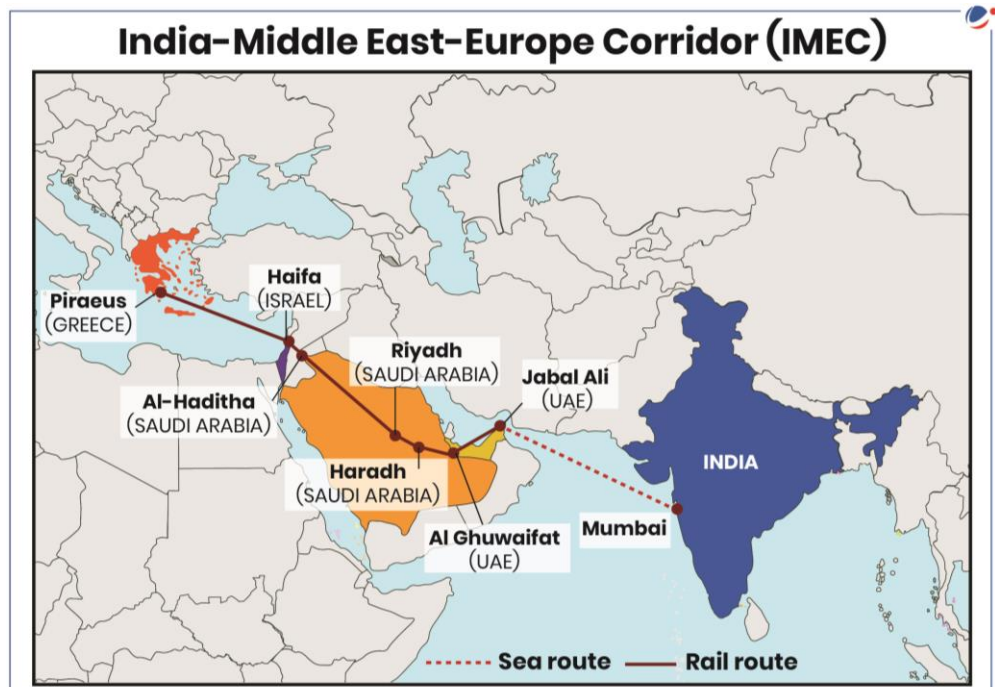 India-Middle East-Europe Corridor (IMEC)
Haifa
(ISRAEL)
Piraeus
(GREECE)
Riyadh
(SAUDI ARABIA)
Jabal Ali
(UAE)
Al-Haditha
(SAUDI ARABIA)
Haradh
(SAUDI ARABIA)
INDIA
Mumbai
Al Ghuwaifat
(UAE)
Sea route
Rail route